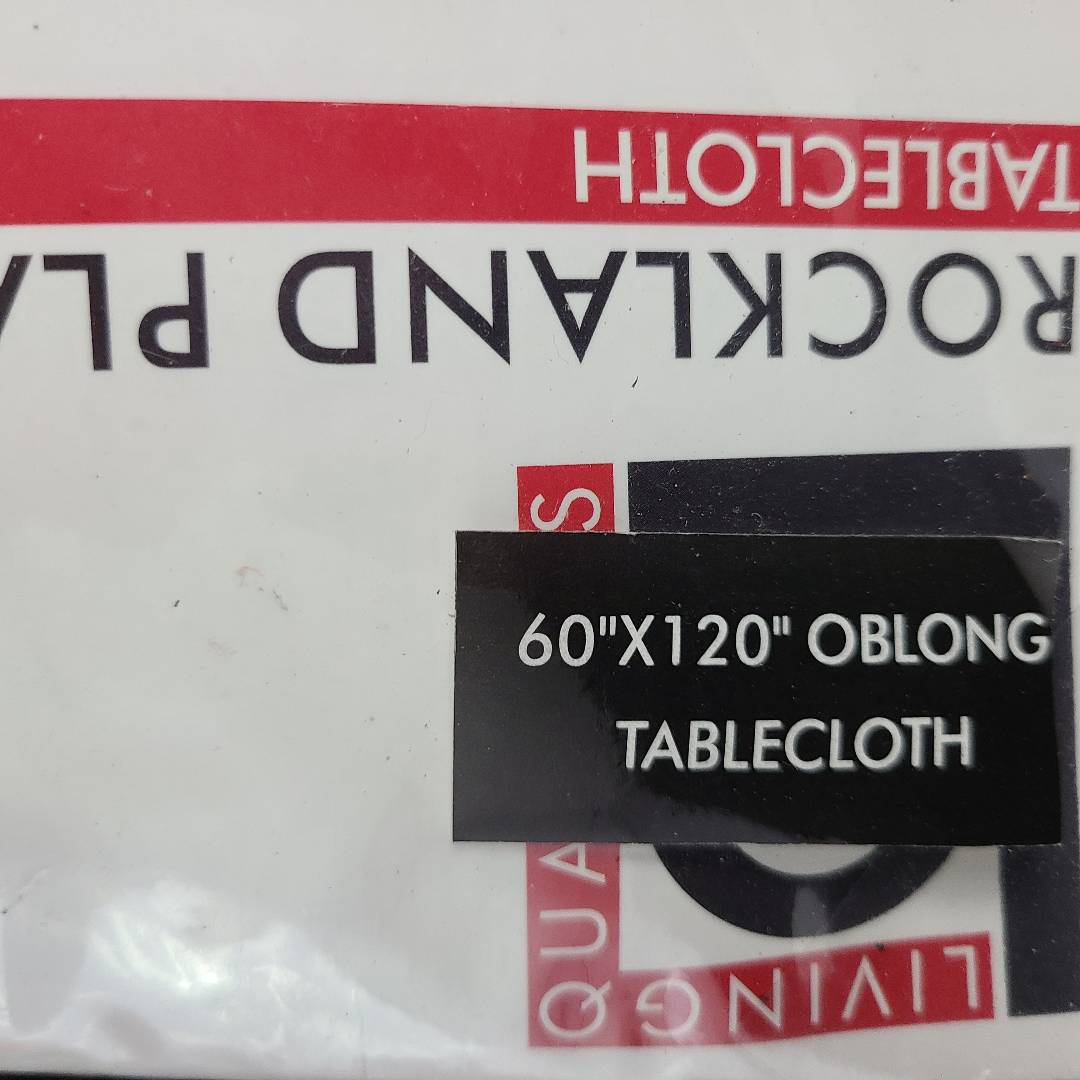 TABLECLOTH
ROCKLAND
60"X120" OBLONG
TABLECLOTH
LIVING